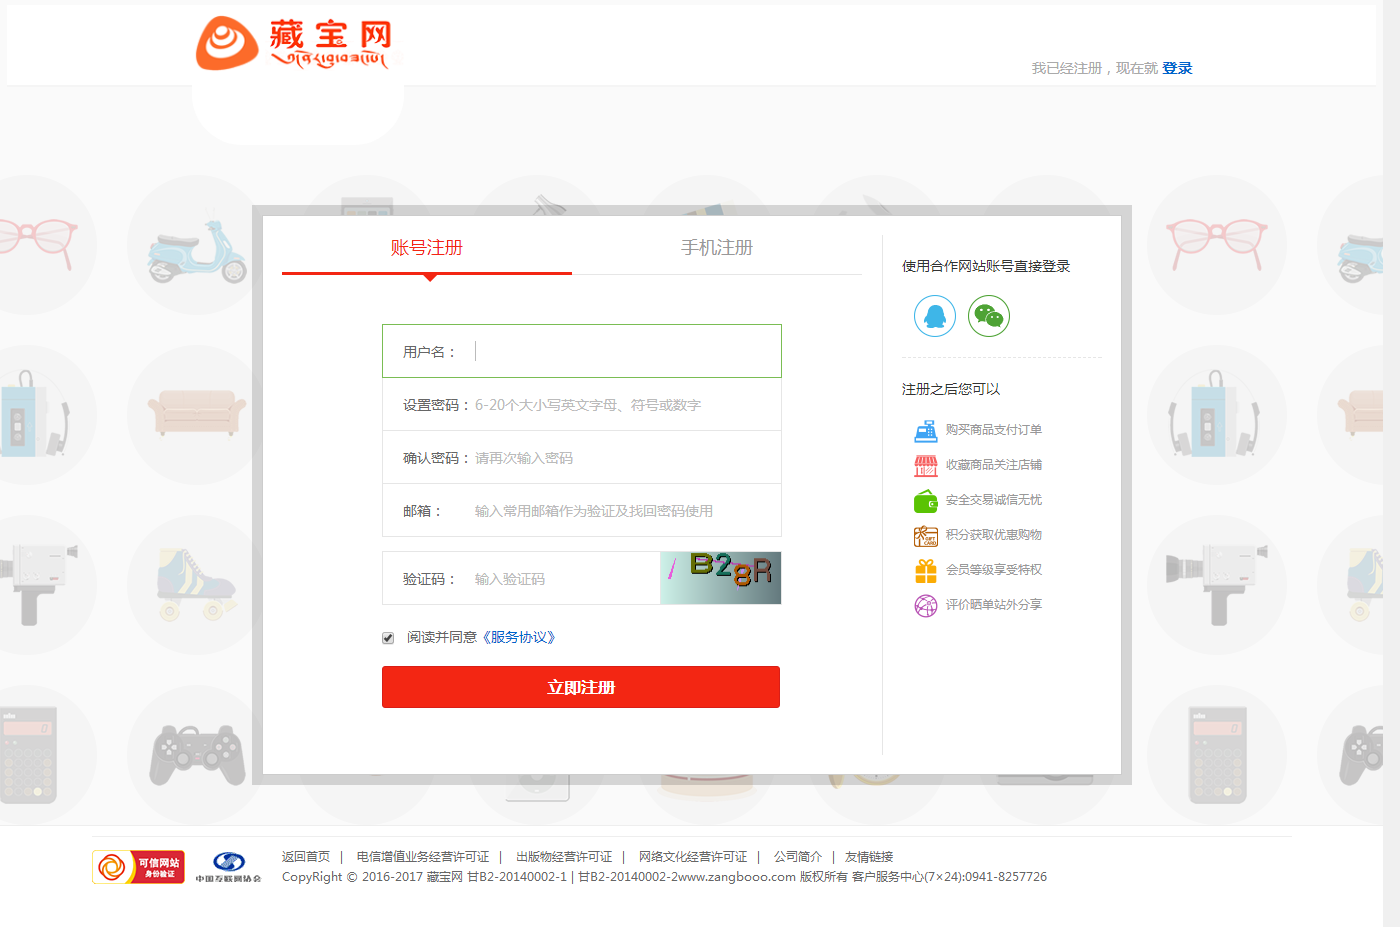 藏宝网
我已经注册，现在就 登录
账号注册
手机注册
用户名：
设置密码：6-20个大小写英文字母、符号或数字
确认密码：请再次输入密码
邮箱： 输入常用邮箱作为验证及找回密码使用
验证码： 输入验证码
B28R
阅读并同意《服务协议》
立即注册
使用合作网站账号直接登录
注册之后您可以
购买商品支付订单
收藏商品关注店铺
安全交易诚信无忧
GIFT CARD
积分获取优惠购物
会员等级享受特权
评价晒单站外分享
可信网站
身份验证
中国互联网协会
返回首页 | 电信增值业务经营许可证 | 出版物经营许可证 | 网络文化经营许可证 | 公司简介 | 友情链接
CopyRight © 2016-2017 藏宝网 甘B2-20140002-1 | 甘B2-20140002-2www.zangbooo.com 版权所有 客户服务中心(7×24):0941-8257726